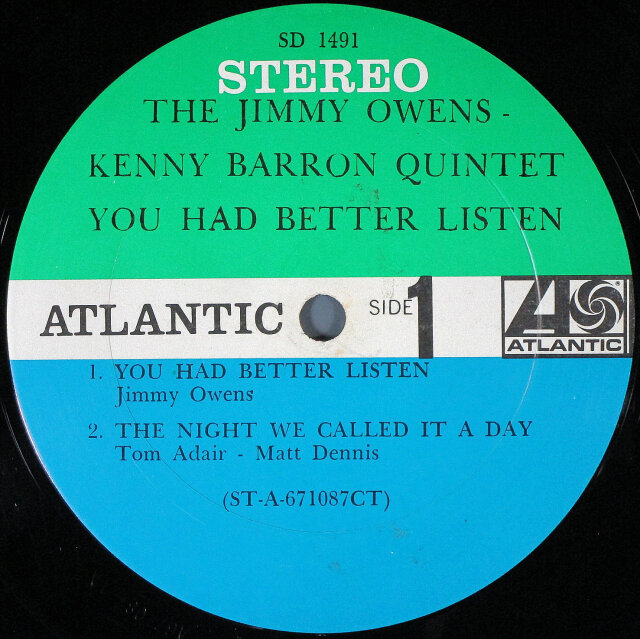 SD 1491
STEREO
THE JIMMY OWENS -
KENNY BARRON QUINTET
YOU HAD BETTER LISTEN
ATLANTIC
SIDE 1
ATLANTIC
1. YOU HAD BETTER LISTEN
Jimmy Owens
2. THE NIGHT WE CALLED IT A DAY
Tom Adair - Matt Dennis
(ST-A-671087CT)